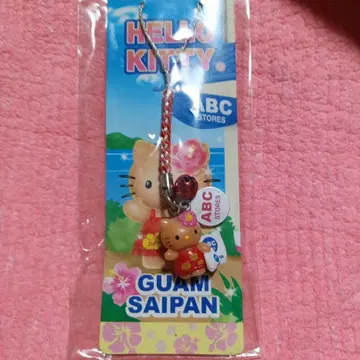 HELLO
KITTY
ABC
STORES
ABC
STORES
GUAM
SAIPAN